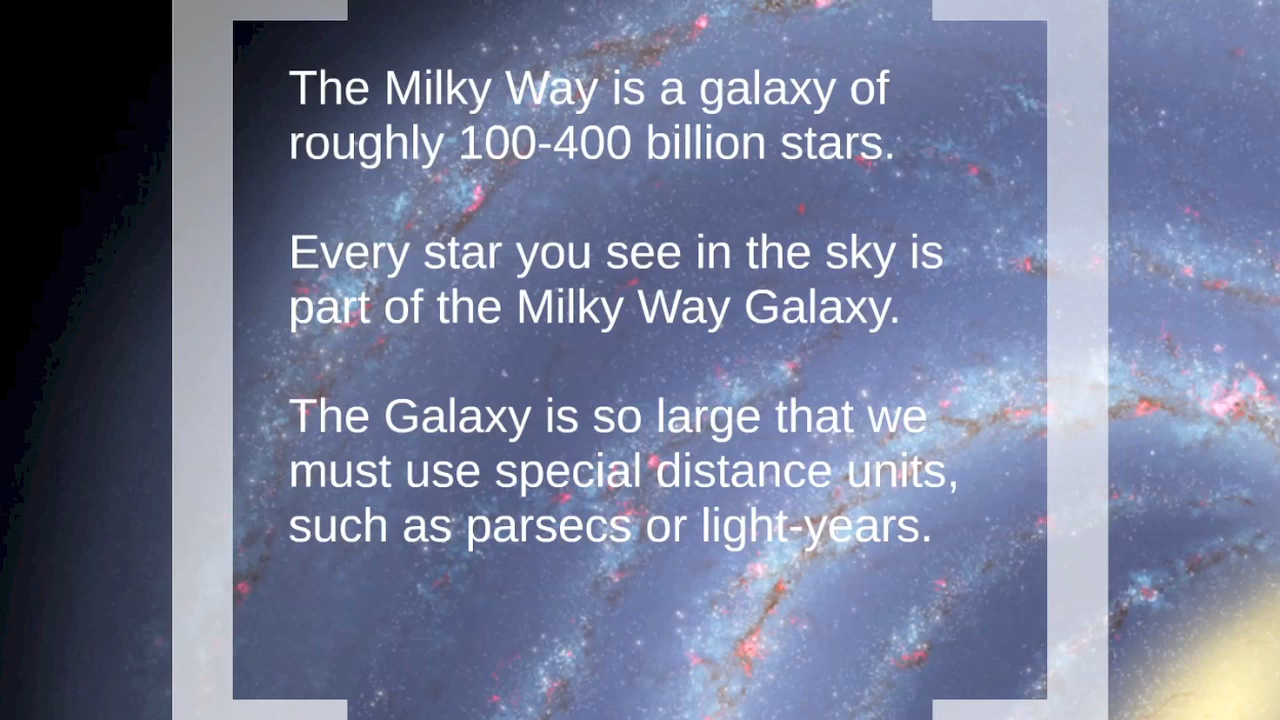 The Milky Way is a galaxy of
roughly 100-400 billion stars.
Every star you see in the sky is
part of the Milky Way Galaxy.
The Galaxy is so large that we
must use special distance units,
such as parsecs or light-years.